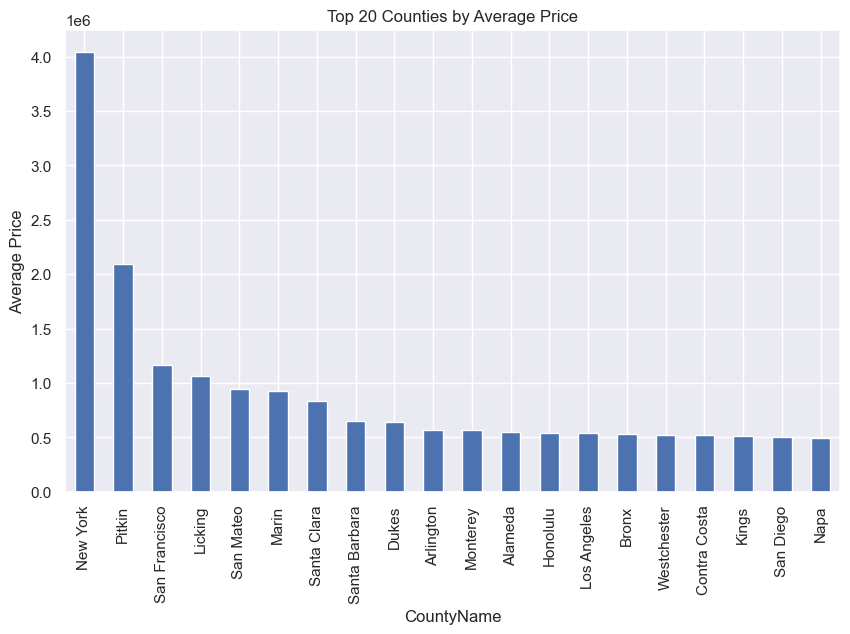 Top 20 Counties by Average Price
1e6
4.0
3.5
3.0
2.5
2.0
1.5
1.0
0.5
0.0
Average Price
New York
Pitkin
San Francisco
Licking
San Mateo
Marin
Santa Clara
Santa Barbara
Dukes
Arlington
Monterey
Alameda
Honolulu
Los Angeles
Bronx
Westchester
Contra Costa
Kings
San Diego
Napa
CountyName